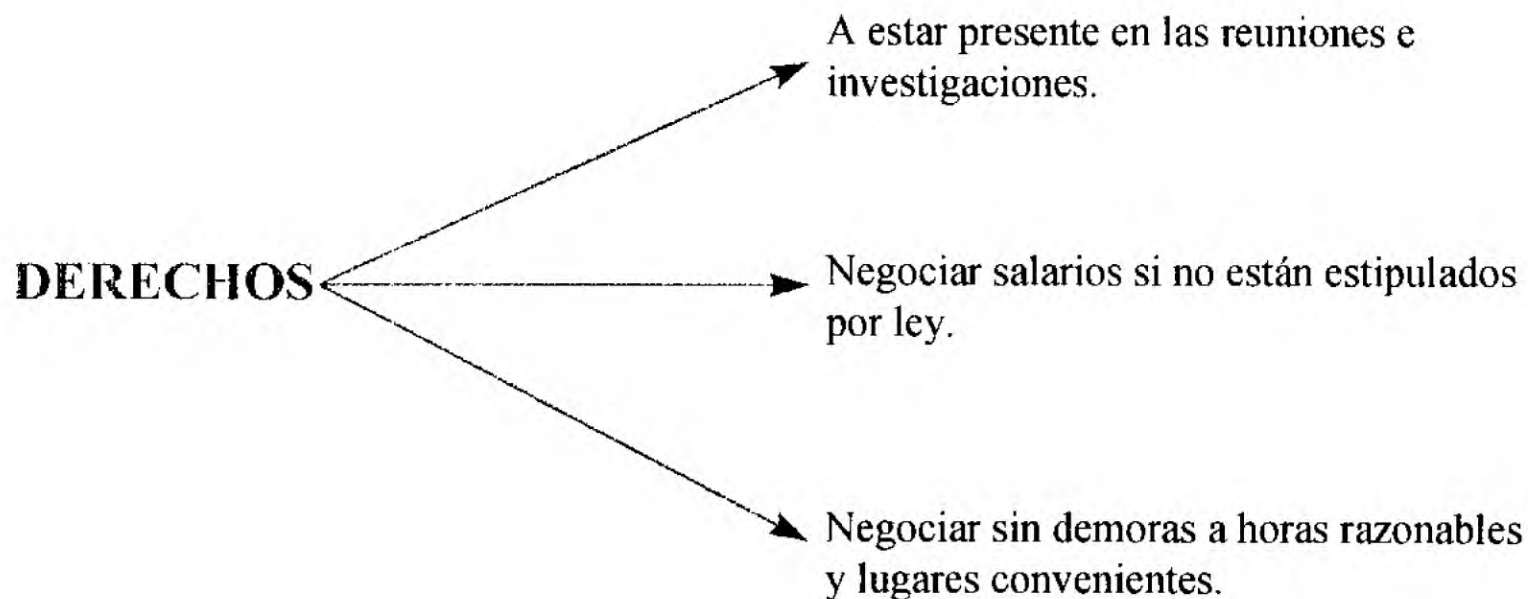 A estar presente en las reuniones e
investigaciones.
DERECHOS
Negociar salarios si no están estipulados
por ley.
Negociar sin demoras a horas razonables
y lugares convenientes.